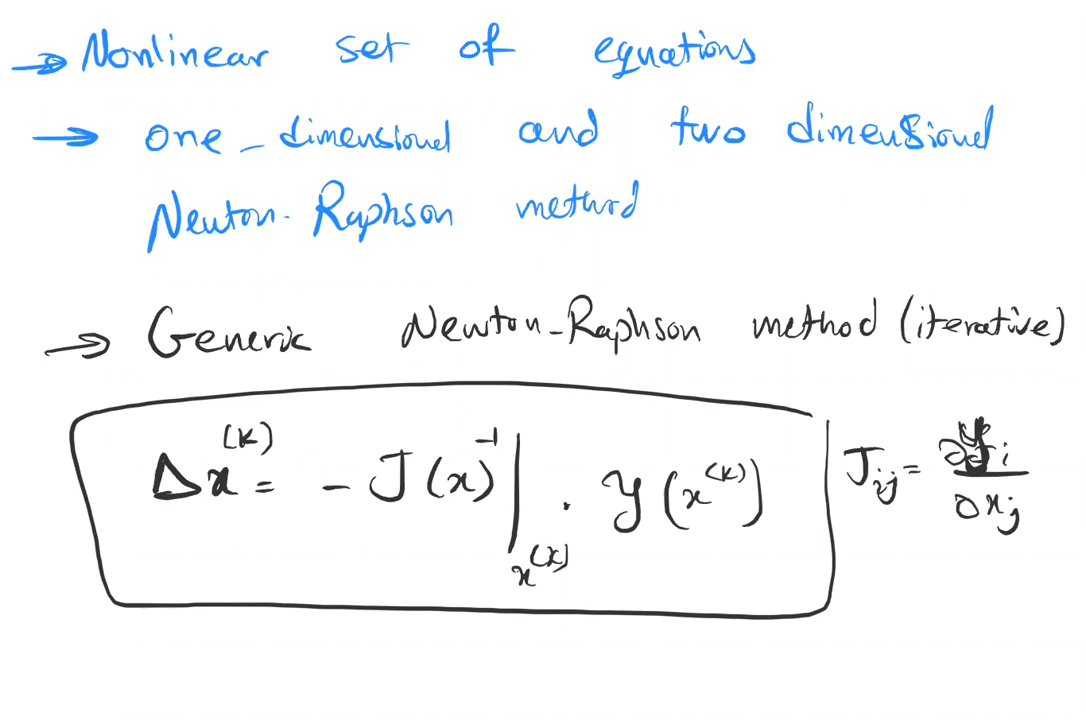 → Nonlinear set of equations
→ one-dimensional and two dimensional
Newton-Raphson method
→ Generic Newton-Raphson method (iterative)
Δx^(k) = - J(x)^-1 |_x^(k) . y(x^(k))
J_ij = ∂y_i / ∂x_j